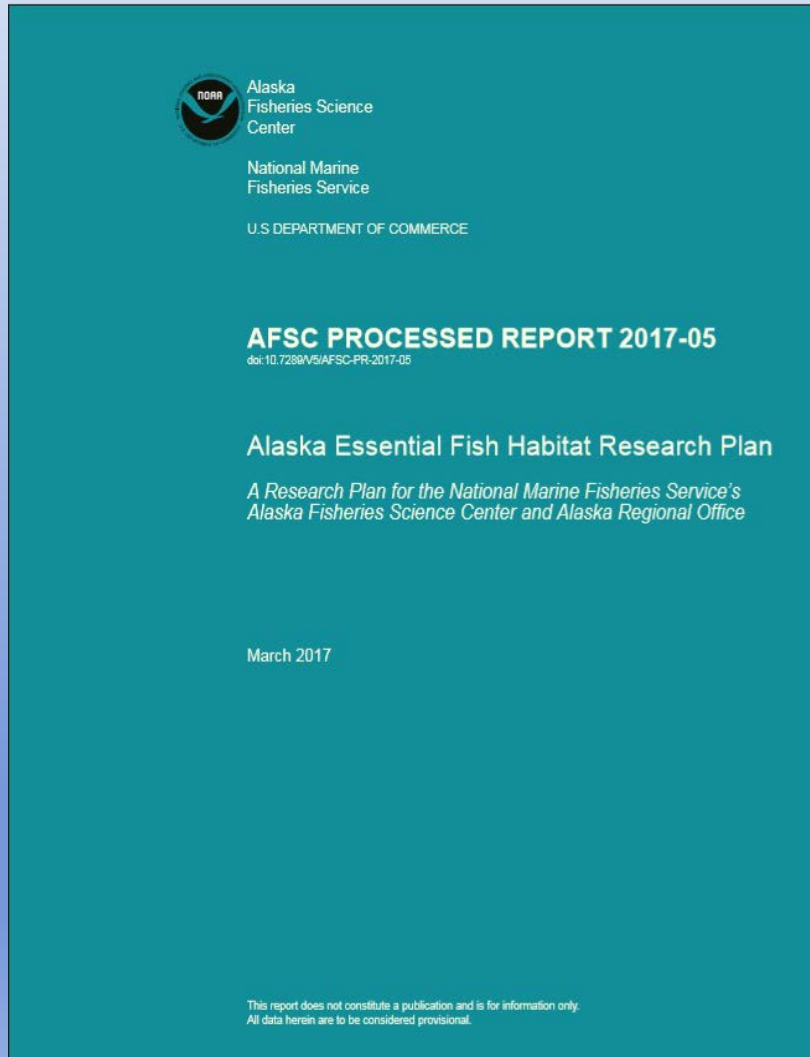 NOAA
Alaska
Fisheries Science
Center
National Marine
Fisheries Service
U.S DEPARTMENT OF COMMERCE
AFSC PROCESSED REPORT 2017-05
doi:10.7289/V5/AFSC-PR-2017-05
Alaska Essential Fish Habitat Research Plan
A Research Plan for the National Marine Fisheries Service's
Alaska Fisheries Science Center and Alaska Regional Office
March 2017
This report does not constitute a publication and is for information only.
All data herein are to be considered provisional.